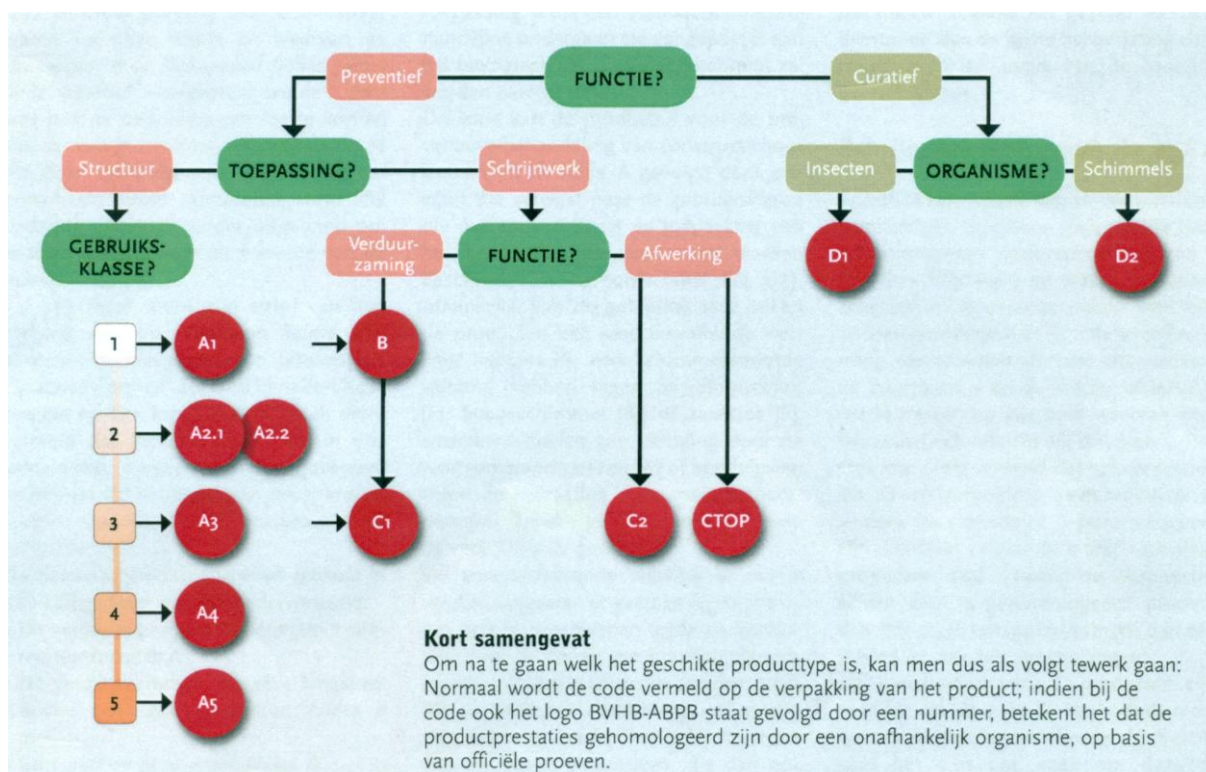 Preventief
FUNCTIE?
Curatief
Structuur
TOEPASSING?
Schrijnwerk
Insecten
ORGANISME?
Schimmels
GEBRUIKS-
KLASSE?
Verduur-
zaming
FUNCTIE?
Afwerking
D1
D2
1
A1
B
2
A2.1
A2.2
3
A3
C1
C2
CTOP
4
A4
5
A5
Kort samengevat
Om na te gaan welk het geschikte producttype is, kan men dus als volgt tewerk gaan:
Normaal wordt de code vermeld op de verpakking van het product; indien bij de
code ook het logo BVHB-ABPB staat gevolgd door een nummer, betekent het dat de
productprestaties gehomologeerd zijn door een onafhankelijk organisme, op basis
van officiële proeven.